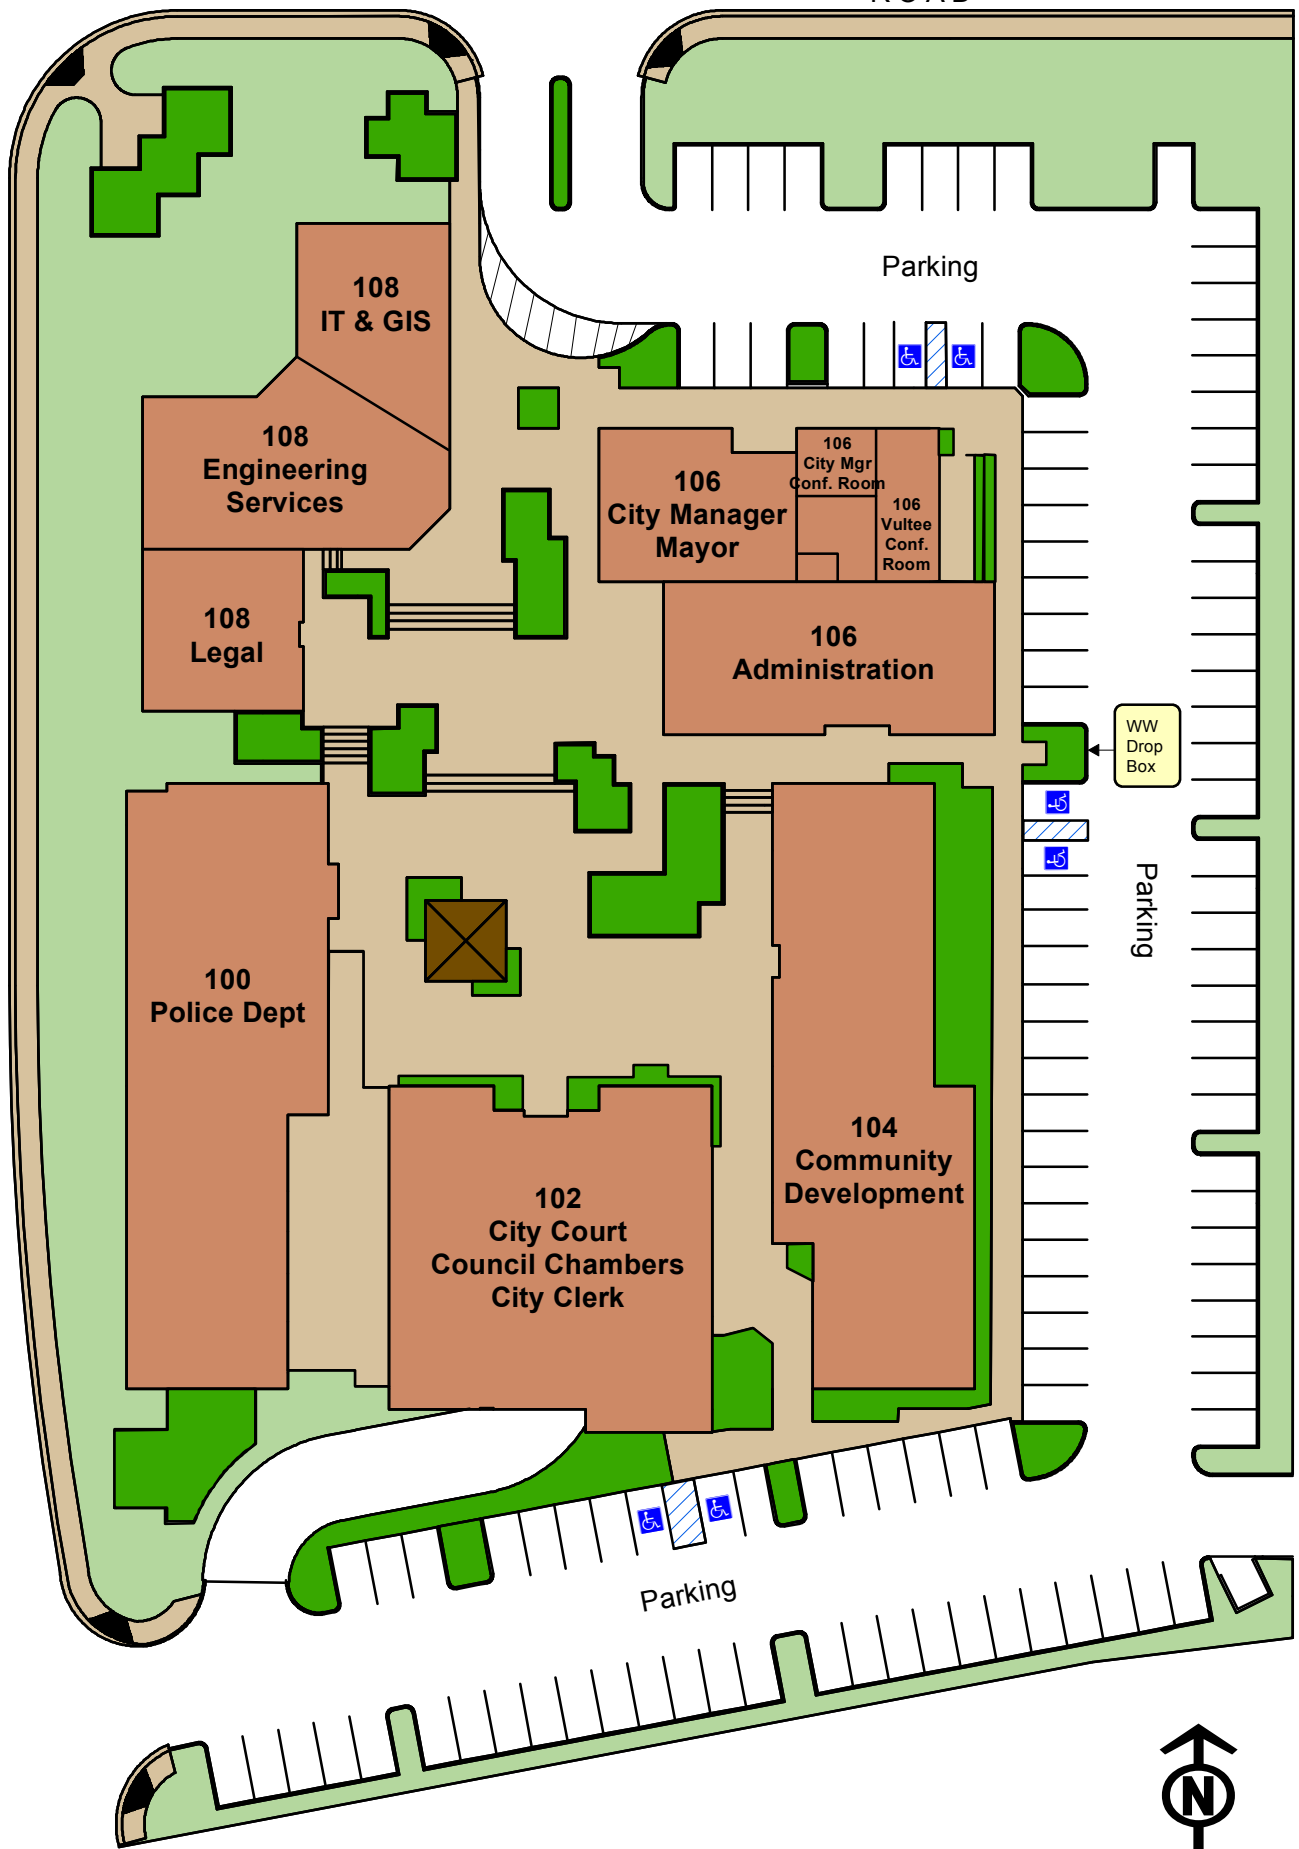 ROAD
Parking
108
IT & GIS
108
Engineering
Services
106
City Manager
Mayor
106
City Mgr
Conf. Room
106
Vultee
Conf.
Room
108
Legal
106
Administration
WW
Drop
Box
Parking
100
Police Dept
104
Community
Development
102
City Court
Council Chambers
City Clerk
Parking
N